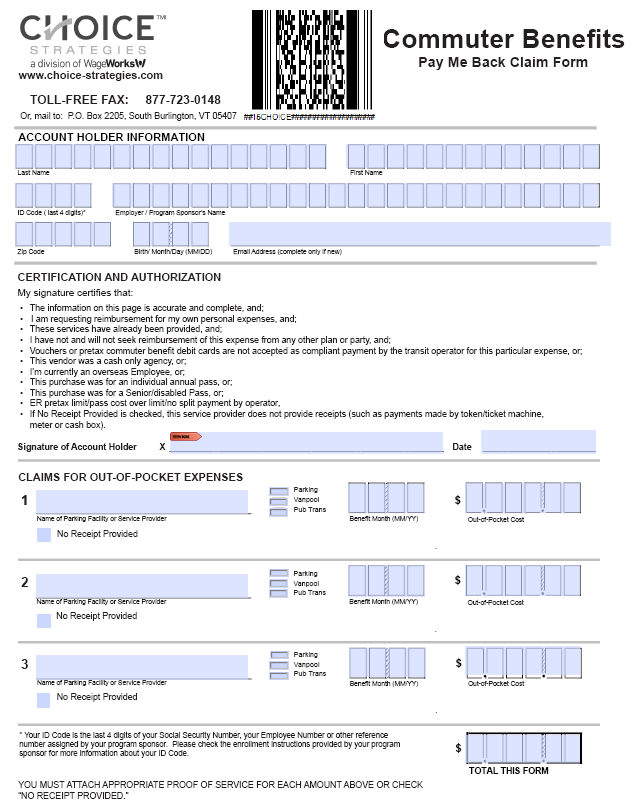 CHOICE™
STRATEGIES
a division of WageWorks
www.choice-strategies.com
Commuter Benefits
Pay Me Back Claim Form
TOLL-FREE FAX: 877-723-0148
Or, mail to: P.O. Box 2205, South Burlington, VT 05407
ACCOUNT HOLDER INFORMATION
Last Name First Name
ID Code ( last 4 digits)* Employer / Program Sponsor's Name
Zip Code Birth/ Month/Day (MM/DD) Email Address (complete only if new)
CERTIFICATION AND AUTHORIZATION
My signature certifies that:
• The information on this page is accurate and complete, and;
• I am requesting reimbursement for my own personal expenses, and;
• These services have already been provided, and;
• I have not and will not seek reimbursement of this expense from any other plan or party, and;
• Vouchers or pretax commuter benefit debit cards are not accepted as compliant payment by the transit operator for this particular expense, or;
• This vendor was a cash only agency, or;
• I'm currently an overseas Employee, or;
• This purchase was for an individual annual pass, or;
• This purchase was for a Senior/disabled Pass, or;
• ER pretax limit/pass cost over limit/no split payment by operator,
• If No Receipt Provided is checked, this service provider does not provide receipts (such as payments made by token/ticket machine,
meter or cash box).
Signature of Account Holder X Date
CLAIMS FOR OUT-OF-POCKET EXPENSES
1 Parking
Vanpool $
Pub Trans
Name of Parking Facility or Service Provider Benefit Month (MM/YY) Out-of-Pocket Cost
No Receipt Provided
2 Parking
Vanpool $
Pub Trans
Name of Parking Facility or Service Provider Benefit Month (MM/YY) Out-of-Pocket Cost
No Receipt Provided
3 Parking
Vanpool $
Pub Trans
Name of Parking Facility or Service Provider Benefit Month (MM/YY) Out-of-Pocket Cost
No Receipt Provided
* Your ID Code is the last 4 digits of your Social Security Number, your Employee Number or other reference
number assigned by your program sponsor. Please check the enrollment instructions provided by your program
sponsor for more information about your ID Code.
$
TOTAL THIS FORM
YOU MUST ATTACH APPROPRIATE PROOF OF SERVICE FOR EACH AMOUNT ABOVE OR CHECK
"NO RECEIPT PROVIDED."